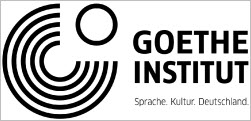 GOETHE
INSTITUT
Sprache. Kultur. Deutschland.